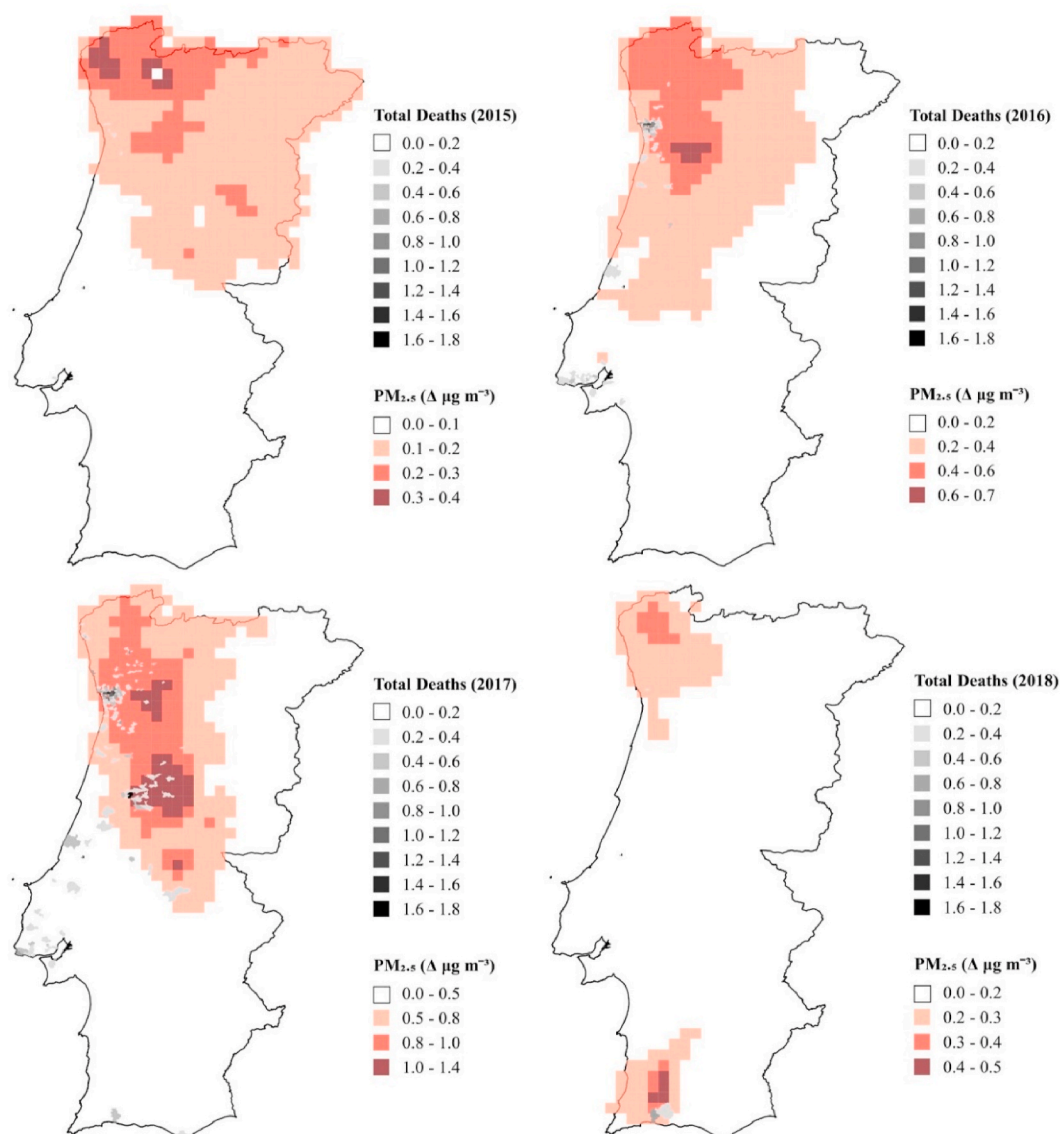 Total Deaths (2015)
0.0 - 0.2
0.2 - 0.4
0.4 - 0.6
0.6 - 0.8
0.8 - 1.0
1.0 - 1.2
1.2 - 1.4
1.4 - 1.6
1.6 - 1.8
PM₂.₅ (Δ µg m⁻³)
0.0 - 0.1
0.1 - 0.2
0.2 - 0.3
0.3 - 0.4
Total Deaths (2016)
0.0 - 0.2
0.2 - 0.4
0.4 - 0.6
0.6 - 0.8
0.8 - 1.0
1.0 - 1.2
1.2 - 1.4
1.4 - 1.6
1.6 - 1.8
PM₂.₅ (Δ µg m⁻³)
0.0 - 0.2
0.2 - 0.4
0.4 - 0.6
0.6 - 0.7
Total Deaths (2017)
0.0 - 0.2
0.2 - 0.4
0.4 - 0.6
0.6 - 0.8
0.8 - 1.0
1.0 - 1.2
1.2 - 1.4
1.4 - 1.6
1.6 - 1.8
PM₂.₅ (Δ µg m⁻³)
0.0 - 0.5
0.5 - 0.8
0.8 - 1.0
1.0 - 1.4
Total Deaths (2018)
0.0 - 0.2
0.2 - 0.4
0.4 - 0.6
0.6 - 0.8
0.8 - 1.0
1.0 - 1.2
1.2 - 1.4
1.4 - 1.6
1.6 - 1.8
PM₂.₅ (Δ µg m⁻³)
0.0 - 0.2
0.2 - 0.3
0.3 - 0.4
0.4 - 0.5